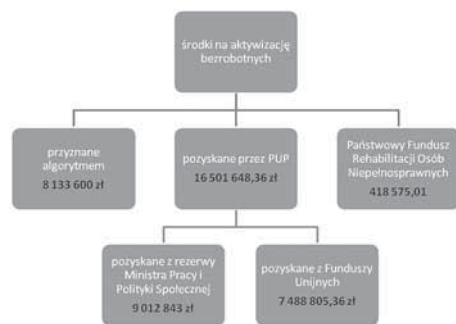 środki na aktywizację
bezrobotnych
przyznane
algorytmem
8 133 600 zł
pozyskane przez PUP
16 501 648,36 zł
Państwowy Fundusz
Rehabilitacji Osób
Niepełnosprawnych
418 575,01
pozyskane z rezerwy
Ministra Pracy i
Polityki Społecznej
9 012 843 zł
pozyskane z Funduszy
Unijnych
7 488 805,36 zł